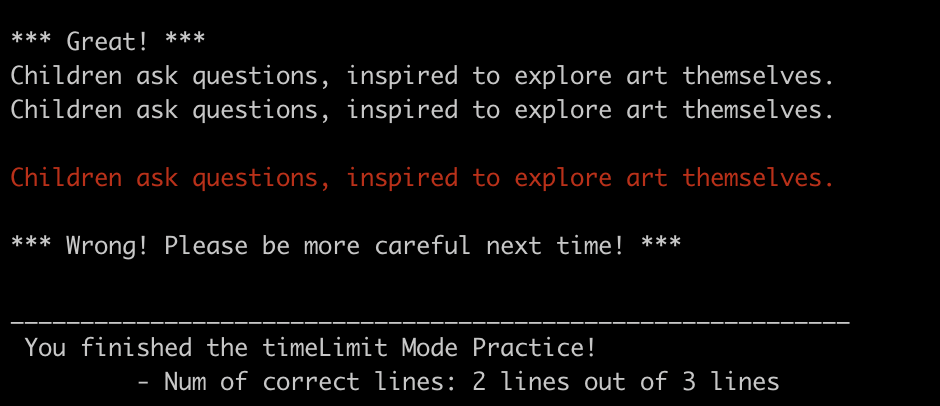 *** Great! ***
Children ask questions, inspired to explore art themselves.
Children ask questions, inspired to explore art themselves.
Children ask questions, inspired to explore art themselves.
*** Wrong! Please be more careful next time! ***
____________________________________________________________
You finished the timeLimit Mode Practice!
- Num of correct lines: 2 lines out of 3 lines